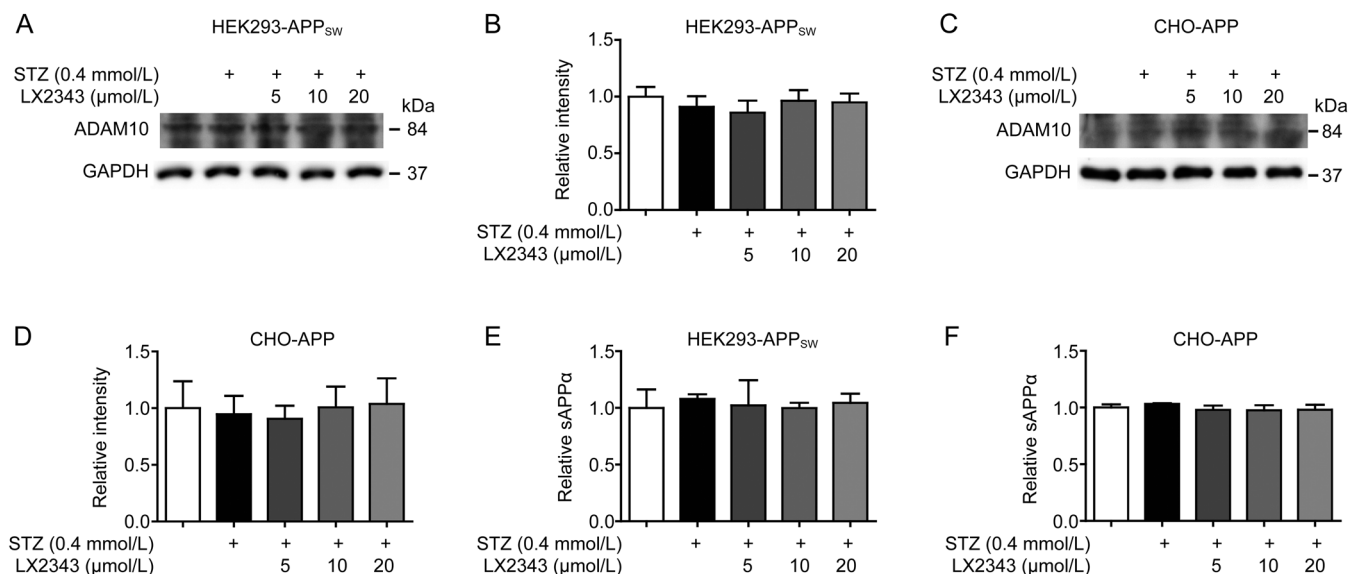 A
HEK293-APPSW
STZ (0.4 mmol/L) + + + +
LX2343 (μmol/L) 5 10 20 kDa
ADAM10 – 84
GAPDH – 37
B
HEK293-APPSW
Relative intensity
1.5
1.0
0.5
0.0
STZ (0.4 mmol/L) + + + +
LX2343 (μmol/L) 5 10 20
C
CHO-APP
STZ (0.4 mmol/L) + + + +
LX2343 (μmol/L) 5 10 20 kDa
ADAM10 – 84
GAPDH – 37
D
CHO-APP
Relative intensity
1.5
1.0
0.5
0.0
STZ (0.4 mmol/L) + + + +
LX2343 (μmol/L) 5 10 20
E
HEK293-APPSW
Relative sAPPα
1.5
1.0
0.5
0.0
STZ (0.4 mmol/L) + + + +
LX2343 (μmol/L) 5 10 20
F
CHO-APP
Relative sAPPα
1.5
1.0
0.5
0.0
STZ (0.4 mmol/L) + + + +
LX2343 (μmol/L) 5 10 20